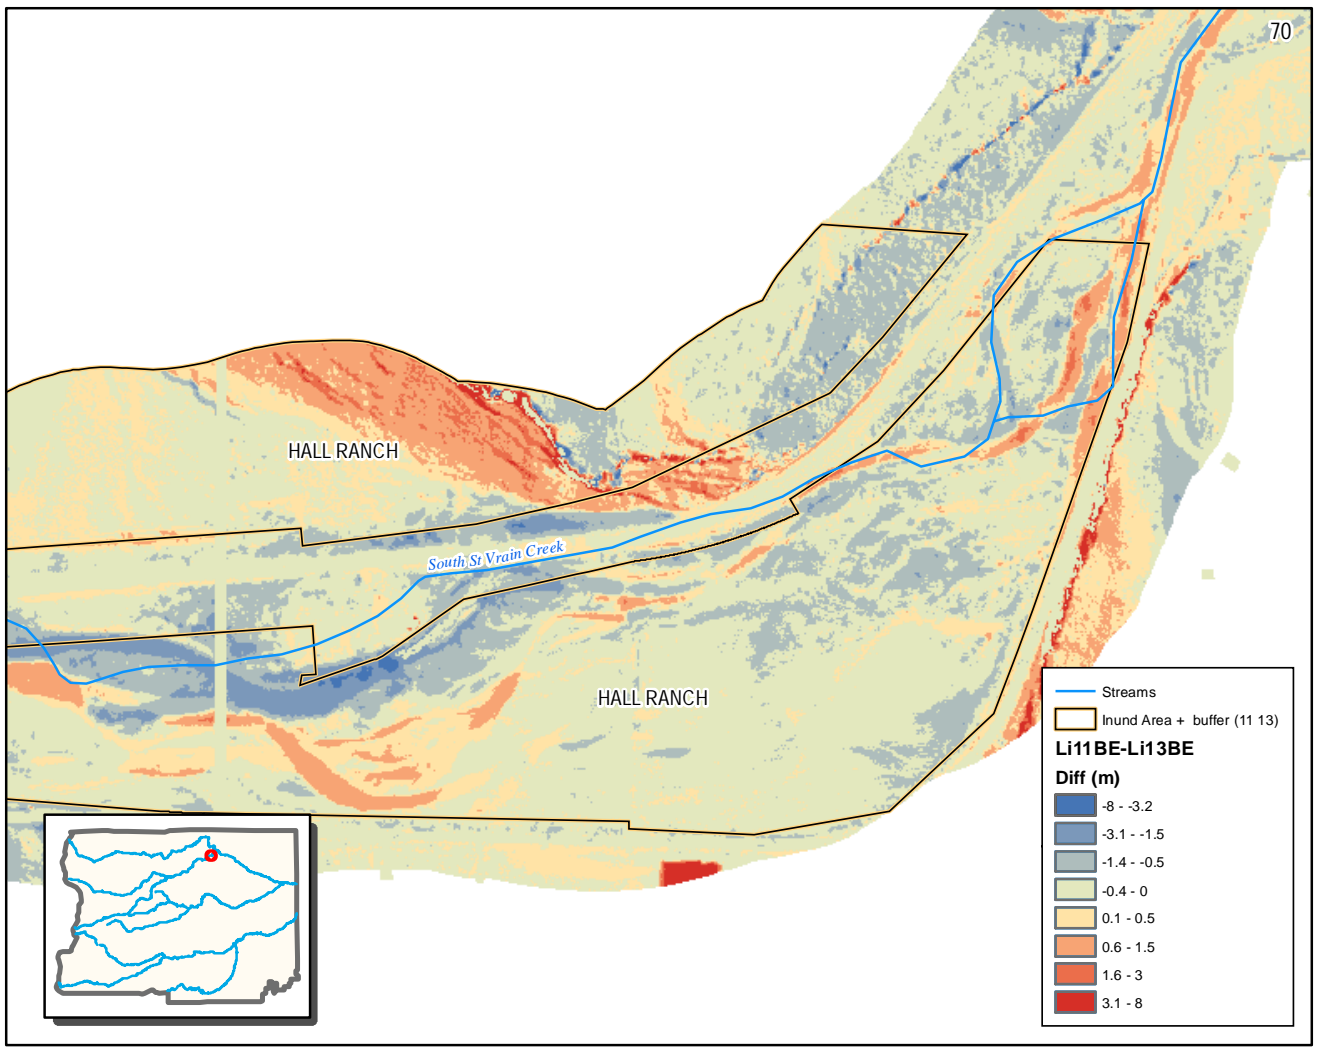 70
HALL RANCH
South St Vrain Creek
HALL RANCH
Streams
Inund Area + buffer (11 13)
Li11BE-Li13BE
Diff (m)
-8 - -3.2
-3.1 - -1.5
-1.4 - -0.5
-0.4 - 0
0.1 - 0.5
0.6 - 1.5
1.6 - 3
3.1 - 8